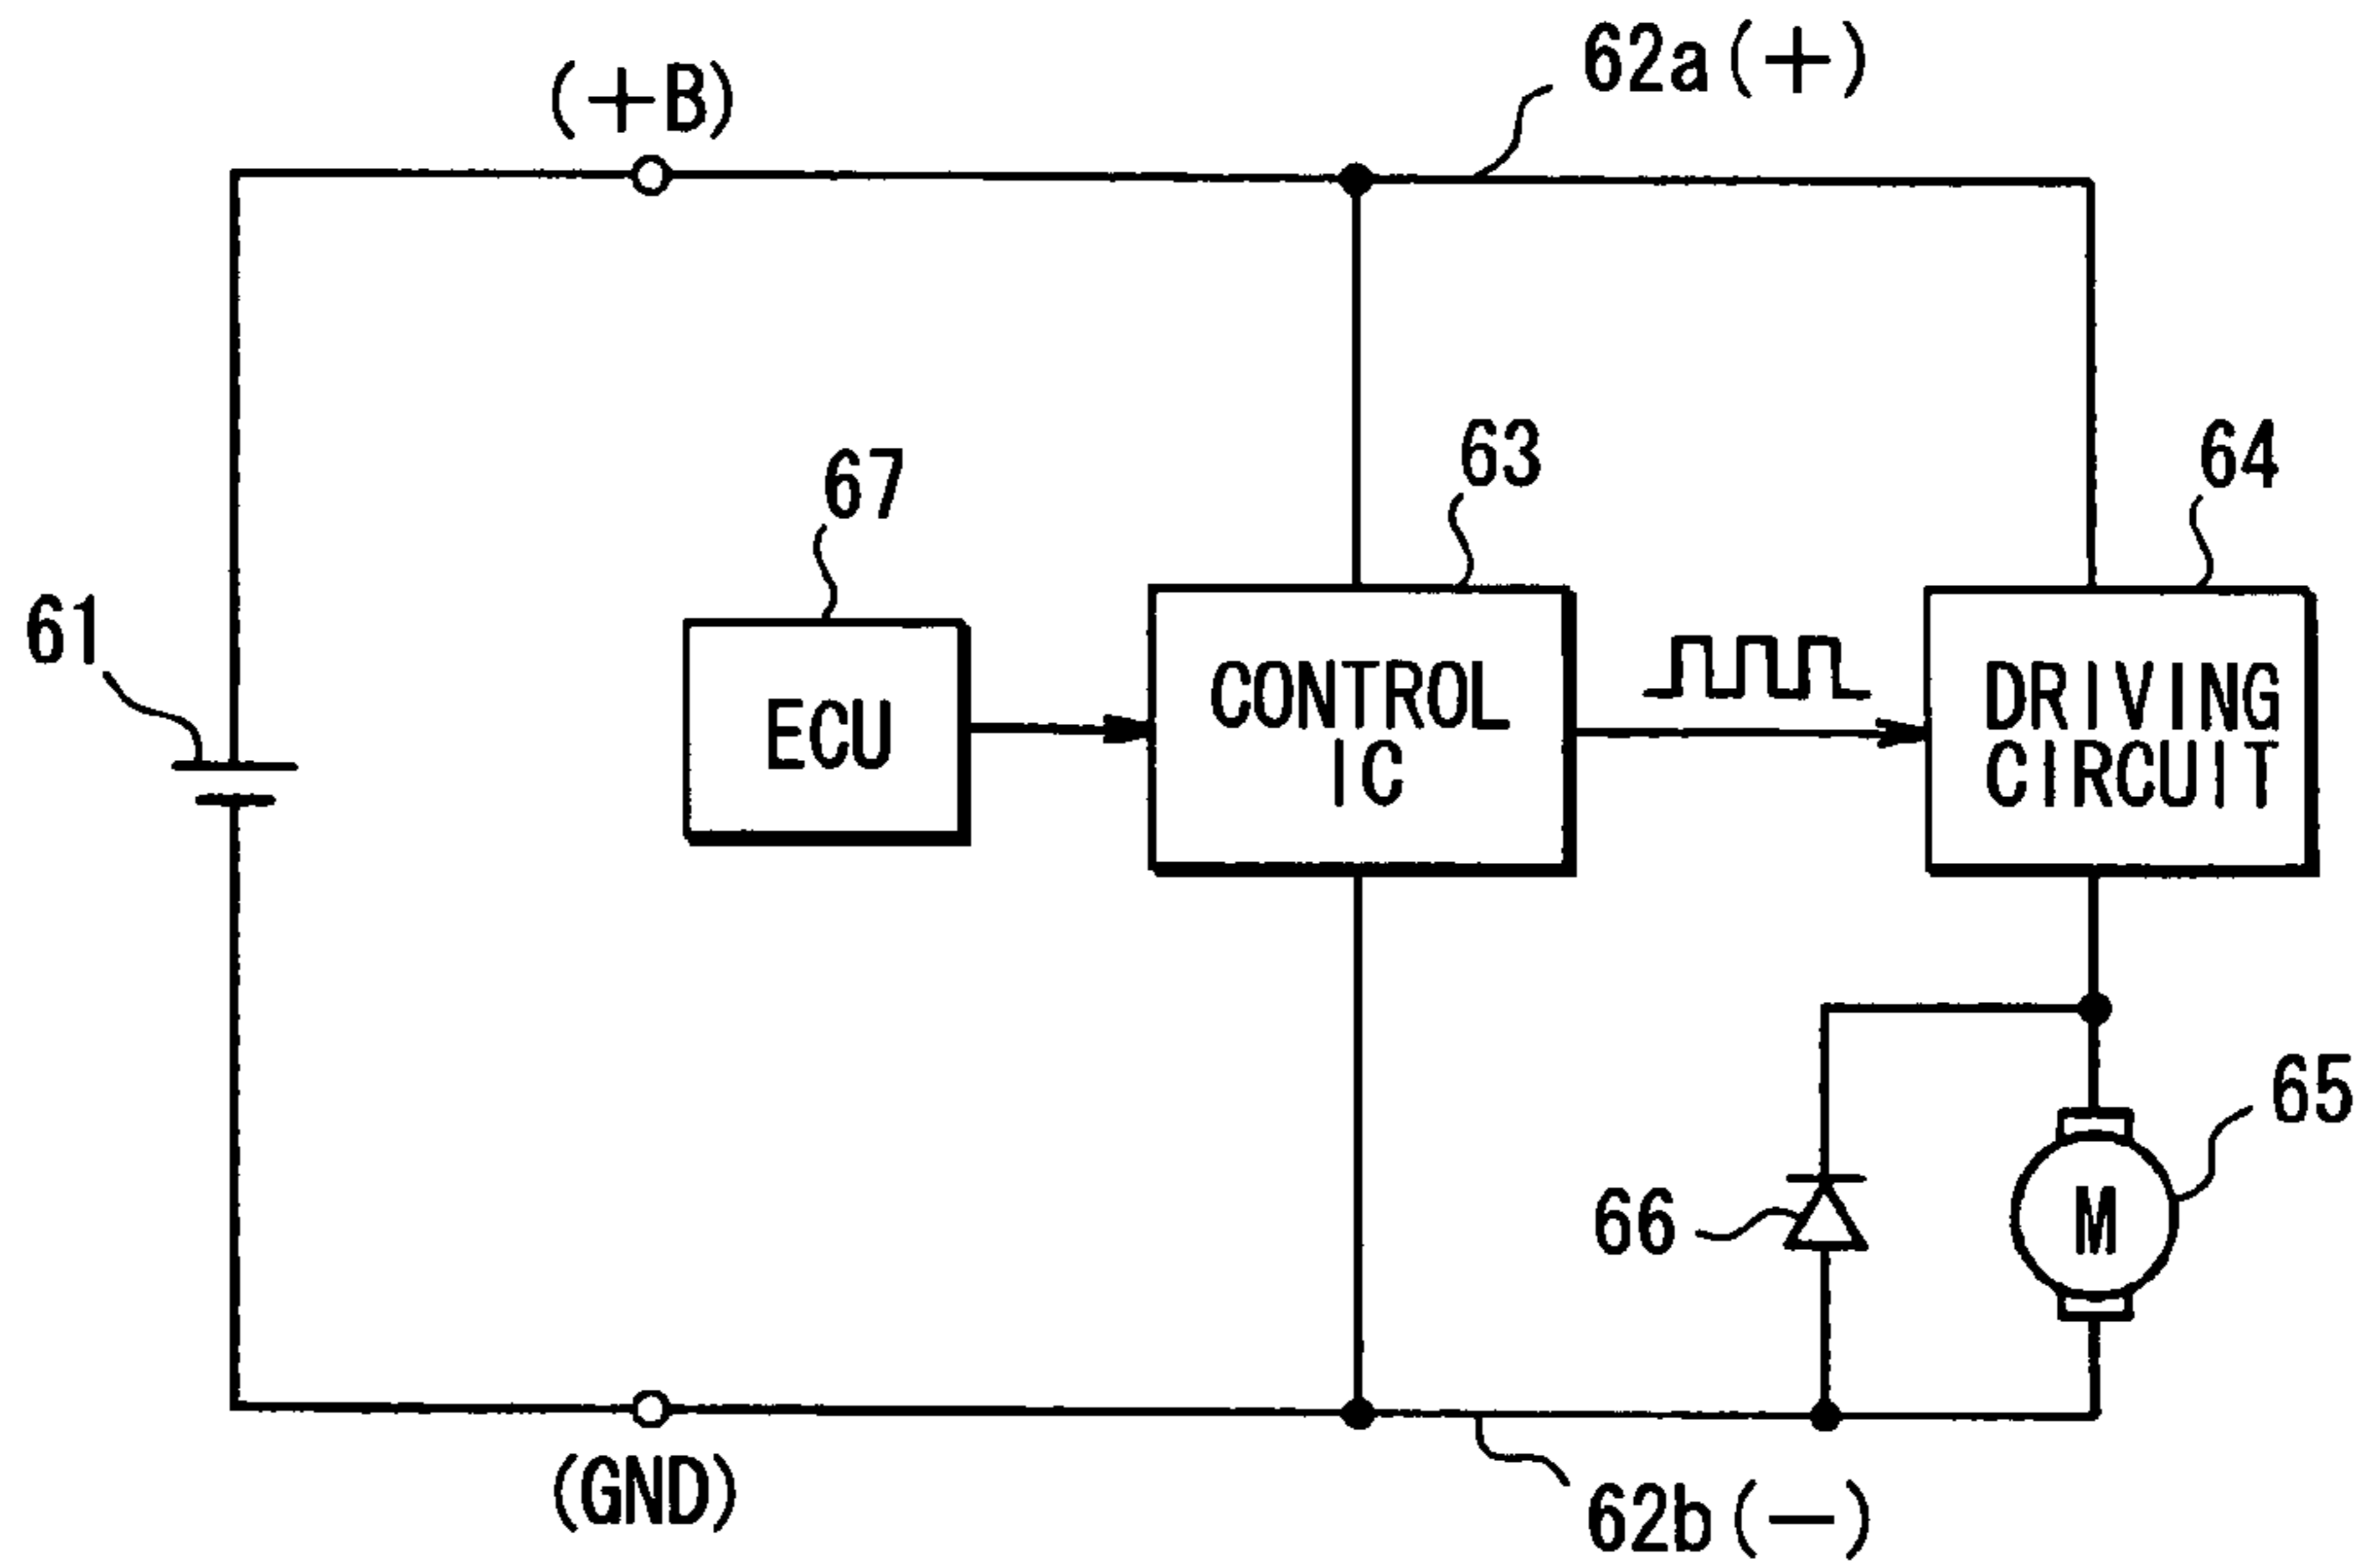 62a(+)
(+B)
63
64
67
61
ECU
CONTROL
IC
DRIVING
CIRCUIT
65
66
M
(GND)
62b(−)